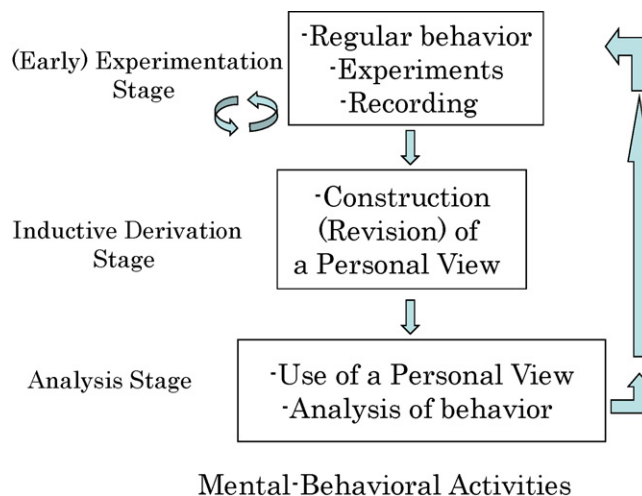 (Early) Experimentation
Stage
-Regular behavior
-Experiments
-Recording
Inductive Derivation
Stage
-Construction
(Revision) of
a Personal View
Analysis Stage
-Use of a Personal View
-Analysis of behavior
Mental-Behavioral Activities